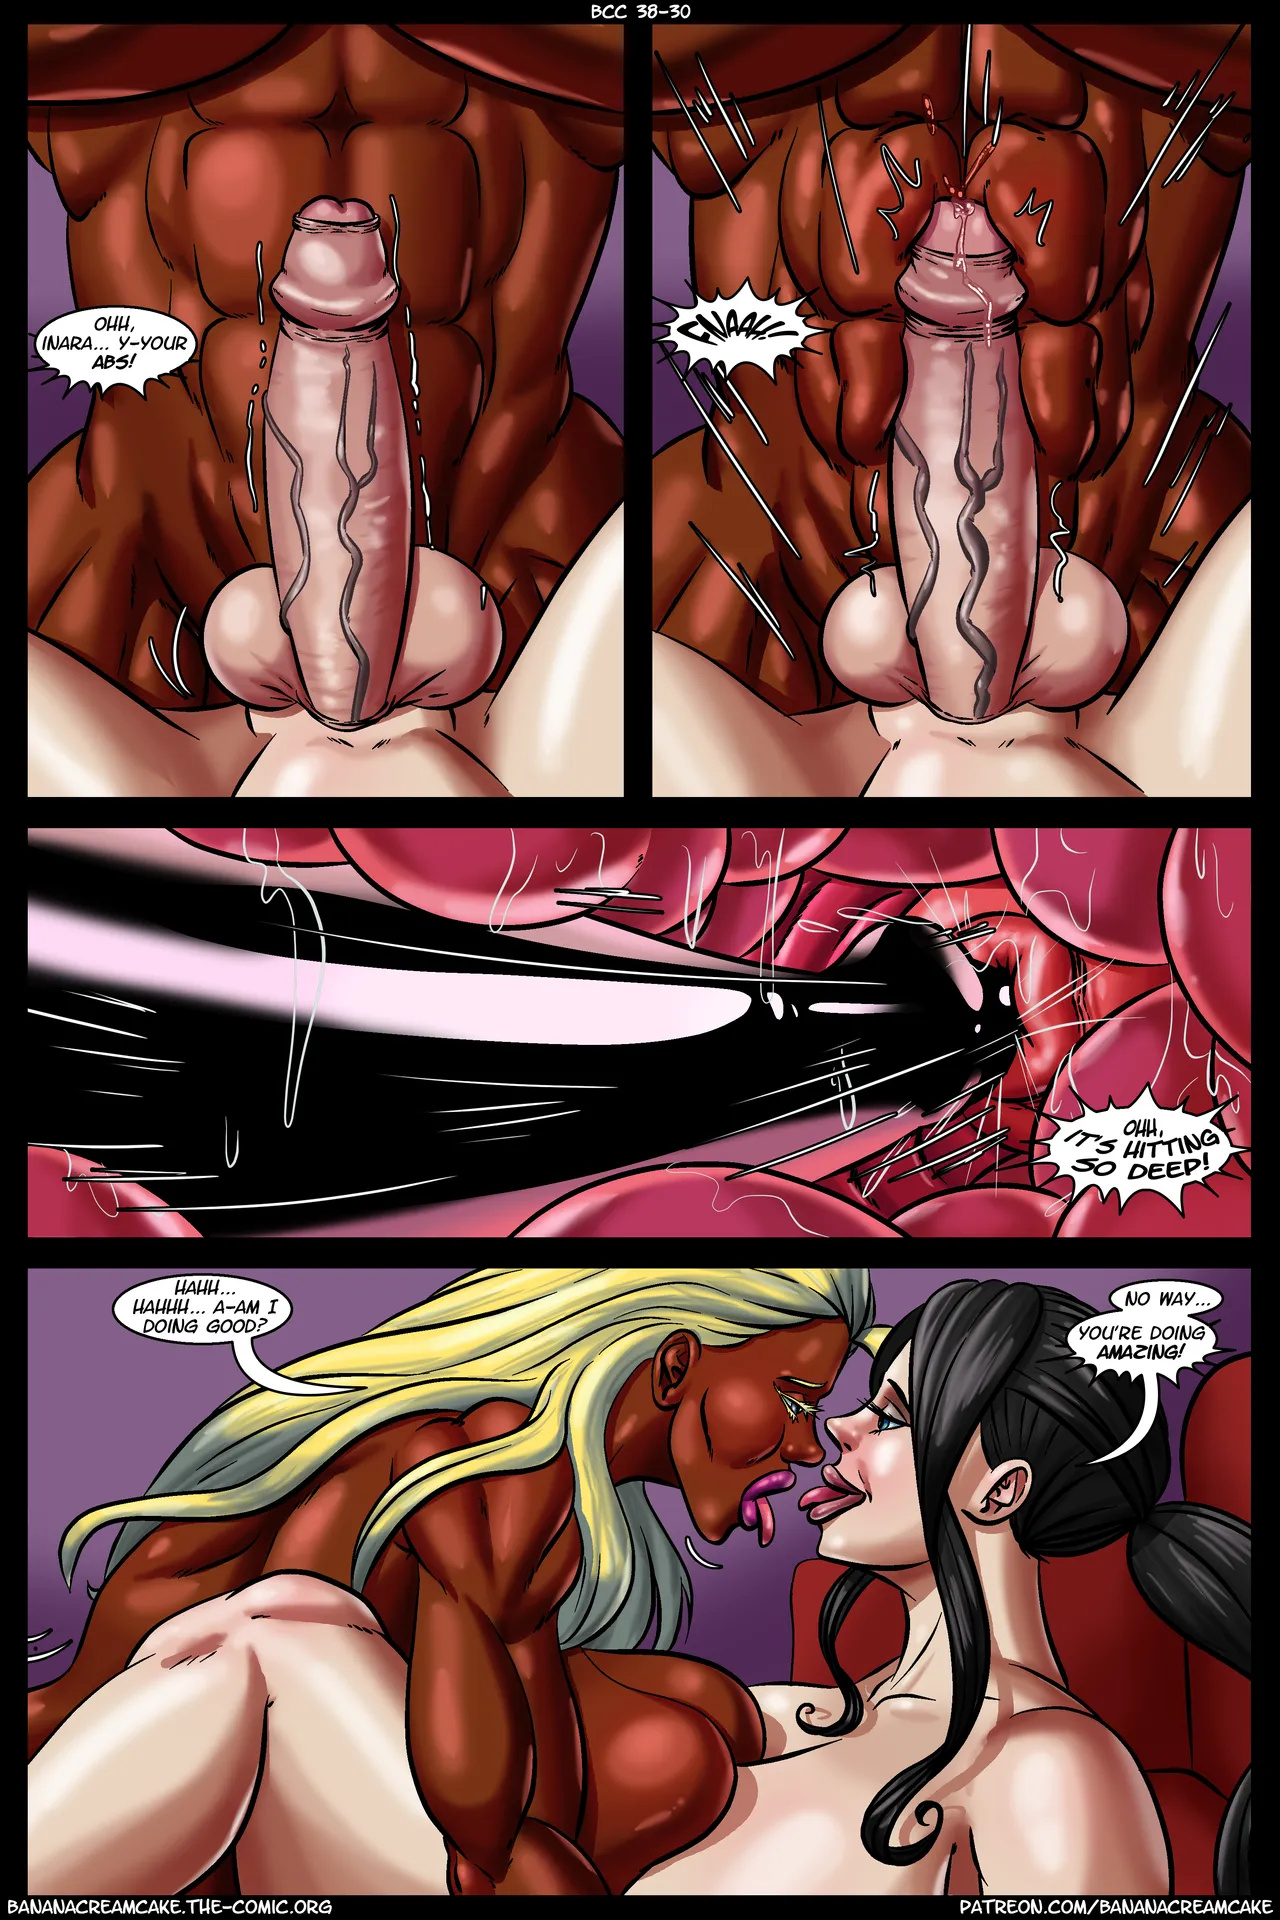 BCC 38-30
OHH,
INARA... Y-YOUR
ABS!
GNAAH!!
OHH,
IT'S HITTING
SO DEEP!
HAHH...
HAHHH... A-AM I
DOING GOOD?
NO WAY...
YOU'RE DOING
AMAZING!
BANANACREAMCAKE.THE-COMIC.ORG
PATREON.COM/BANANACREAMCAKE